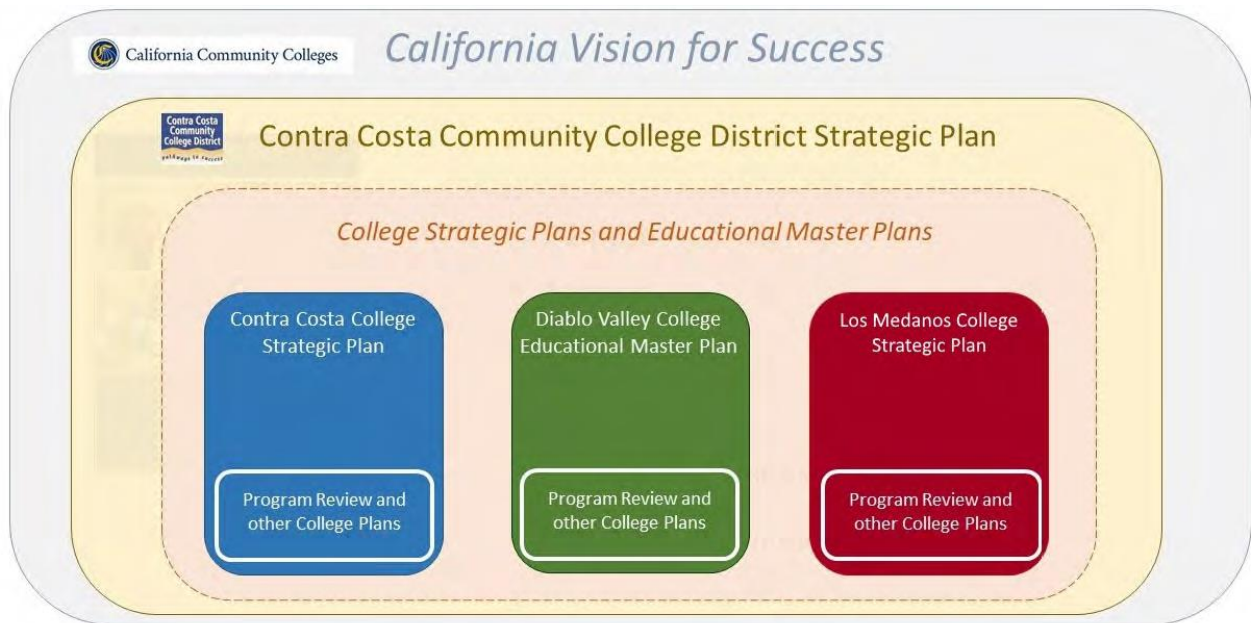 California Community Colleges
California Vision for Success
Contra Costa
Community
College District
pathways to success
Contra Costa Community College District Strategic Plan
College Strategic Plans and Educational Master Plans
Contra Costa College
Strategic Plan
Diablo Valley College
Educational Master Plan
Los Medanos College
Strategic Plan
Program Review and
other College Plans
Program Review and
other College Plans
Program Review and
other College Plans